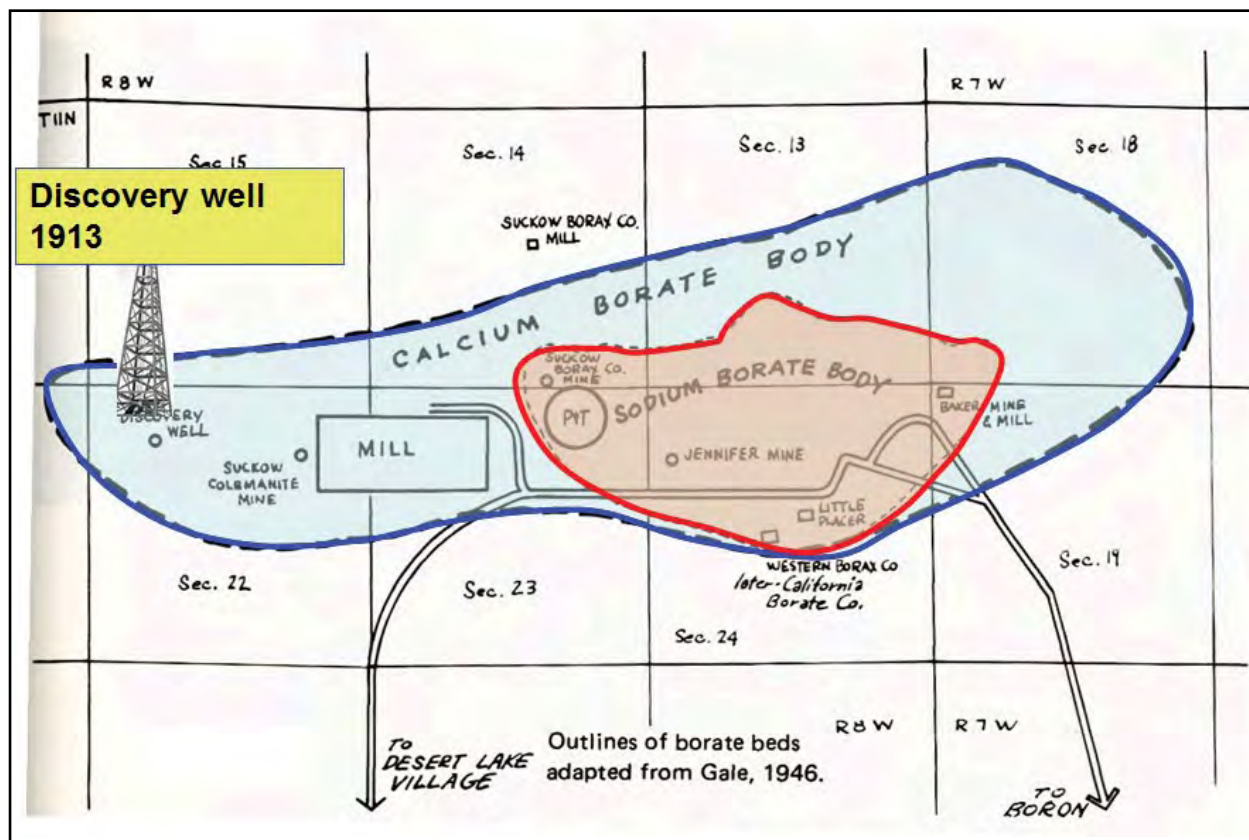 R 8 W
R 7 W
T11N
Sec. 15
Sec. 14
Sec. 13
Sec. 18
Discovery well
1913
SUCKOW BORAX CO.
MILL
CALCIUM BORATE BODY
SUCKOW
BORAX CO.
MINE
SODIUM BORATE BODY
PIT
BAKER MINE
& MILL
DISCOVERY
WELL
MILL
JENNIFER MINE
SUCKOW
COLEMANITE
MINE
LITTLE
PLACER
WESTERN BORAX CO
Inter-California
Borate Co.
Sec. 22
Sec. 23
Sec. 19
Sec. 24
R8W
R7W
TO
DESERT LAKE
VILLAGE
Outlines of borate beds
adapted from Gale, 1946.
TO
BORON